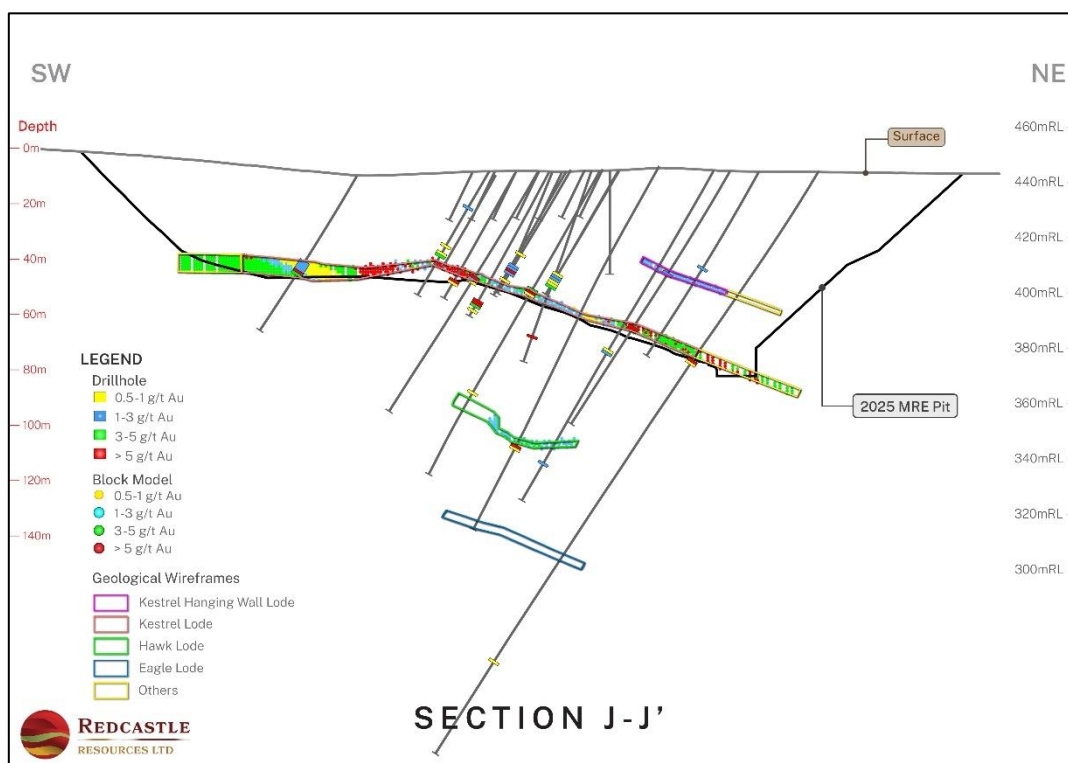 SW
NE
Depth
0m
20m
40m
60m
80m
100m
120m
140m
460mRL
440mRL
420mRL
400mRL
380mRL
360mRL
340mRL
320mRL
300mRL
Surface
2025 MRE Pit
LEGEND
Drillhole
0.5-1 g/t Au
1-3 g/t Au
3-5 g/t Au
> 5 g/t Au
Block Model
0.5-1 g/t Au
1-3 g/t Au
3-5 g/t Au
> 5 g/t Au
Geological Wireframes
Kestrel Hanging Wall Lode
Kestrel Lode
Hawk Lode
Eagle Lode
Others
REDCASTLE
RESOURCES LTD
SECTION J-J'